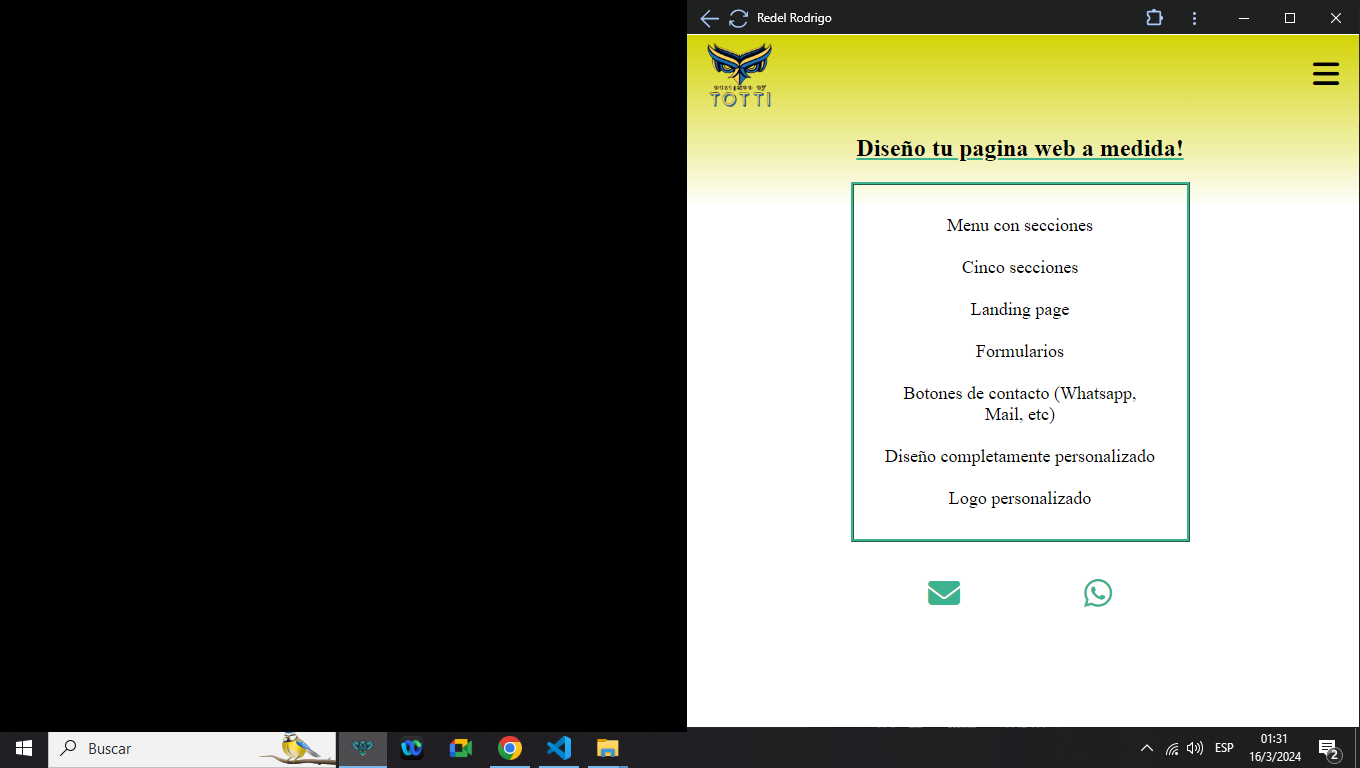 Redel Rodrigo
DESIGNED BY
TOTTI
Diseño tu pagina web a medida!
Menu con secciones
Cinco secciones
Landing page
Formularios
Botones de contacto (Whatsapp,
Mail, etc)
Diseño completamente personalizado
Logo personalizado
Buscar
ESP
01:31
16/3/2024
2